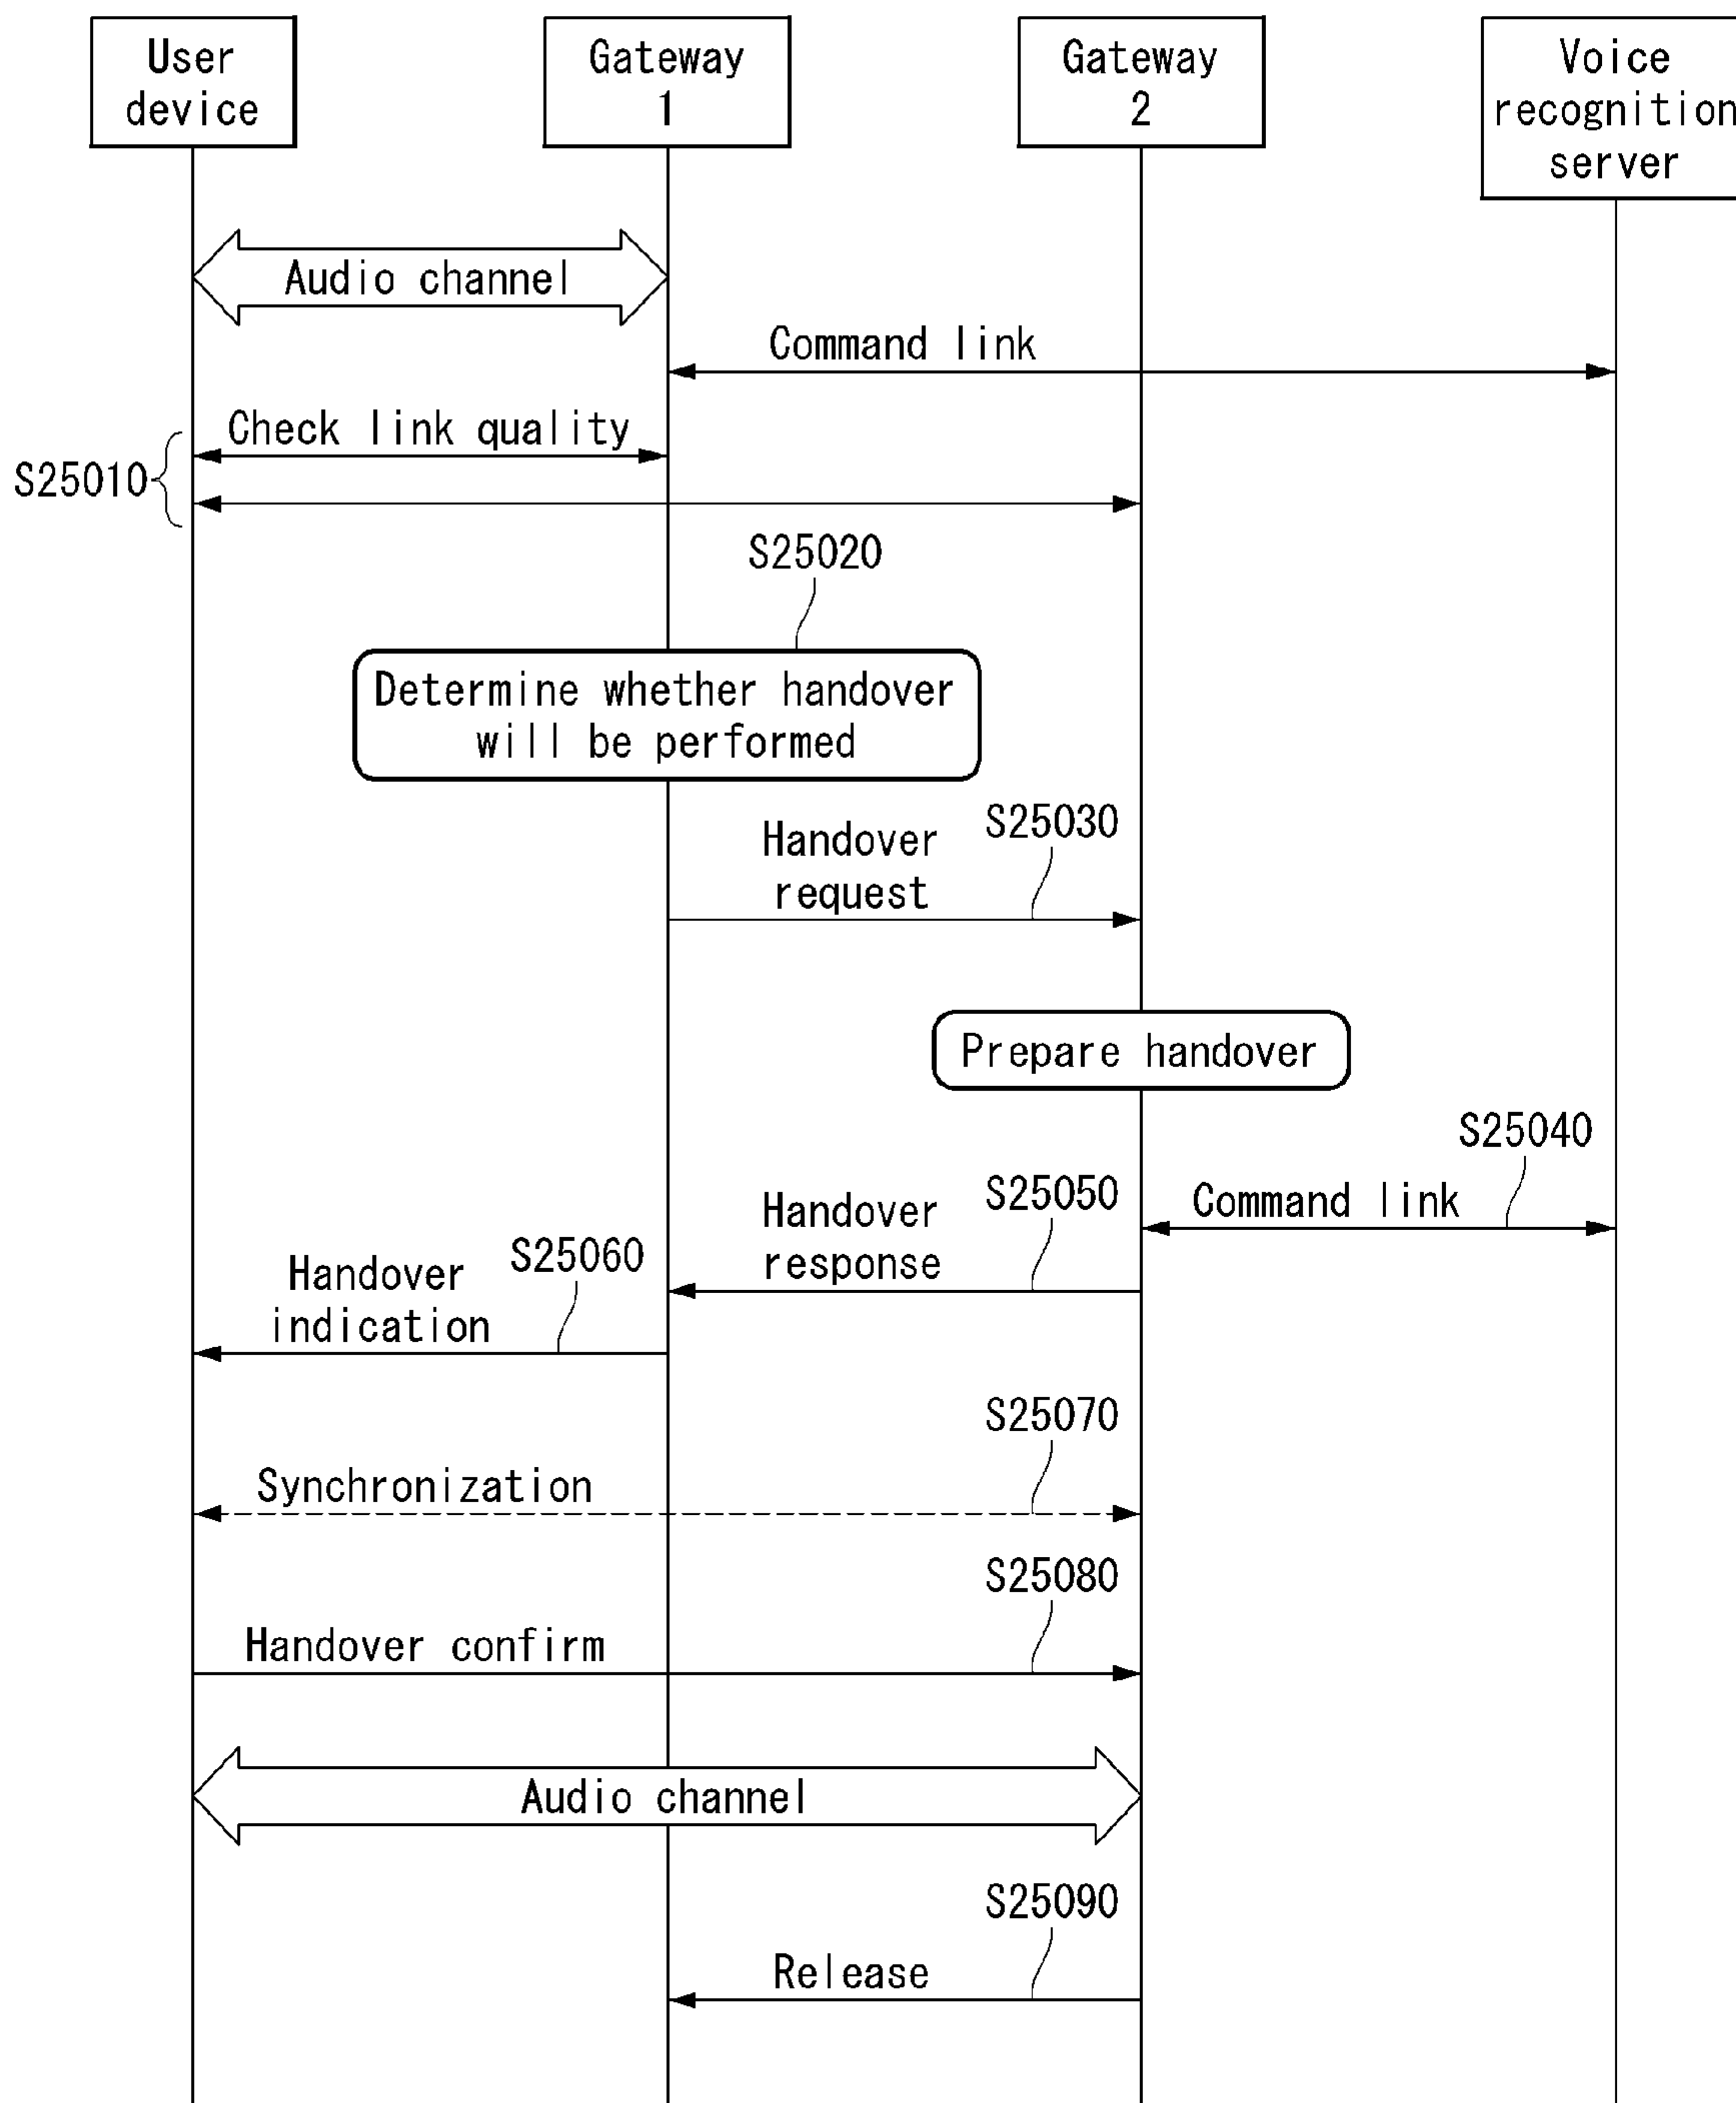 User
device
Gateway
1
Gateway
2
Voice
recognition
server
Audio channel
Command link
Check link quality
S25010
S25020
Determine whether handover
will be performed
S25030
Handover
request
Prepare handover
S25040
Command link
S25050
Handover
response
S25060
Handover
indication
S25070
Synchronization
S25080
Handover confirm
Audio channel
S25090
Release